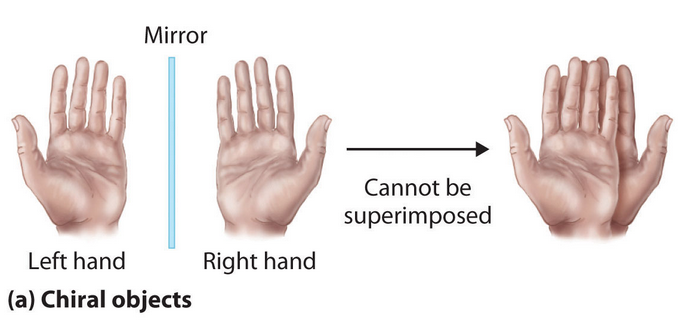 Mirror
Left hand
Right hand
Cannot be
superimposed
(a) Chiral objects